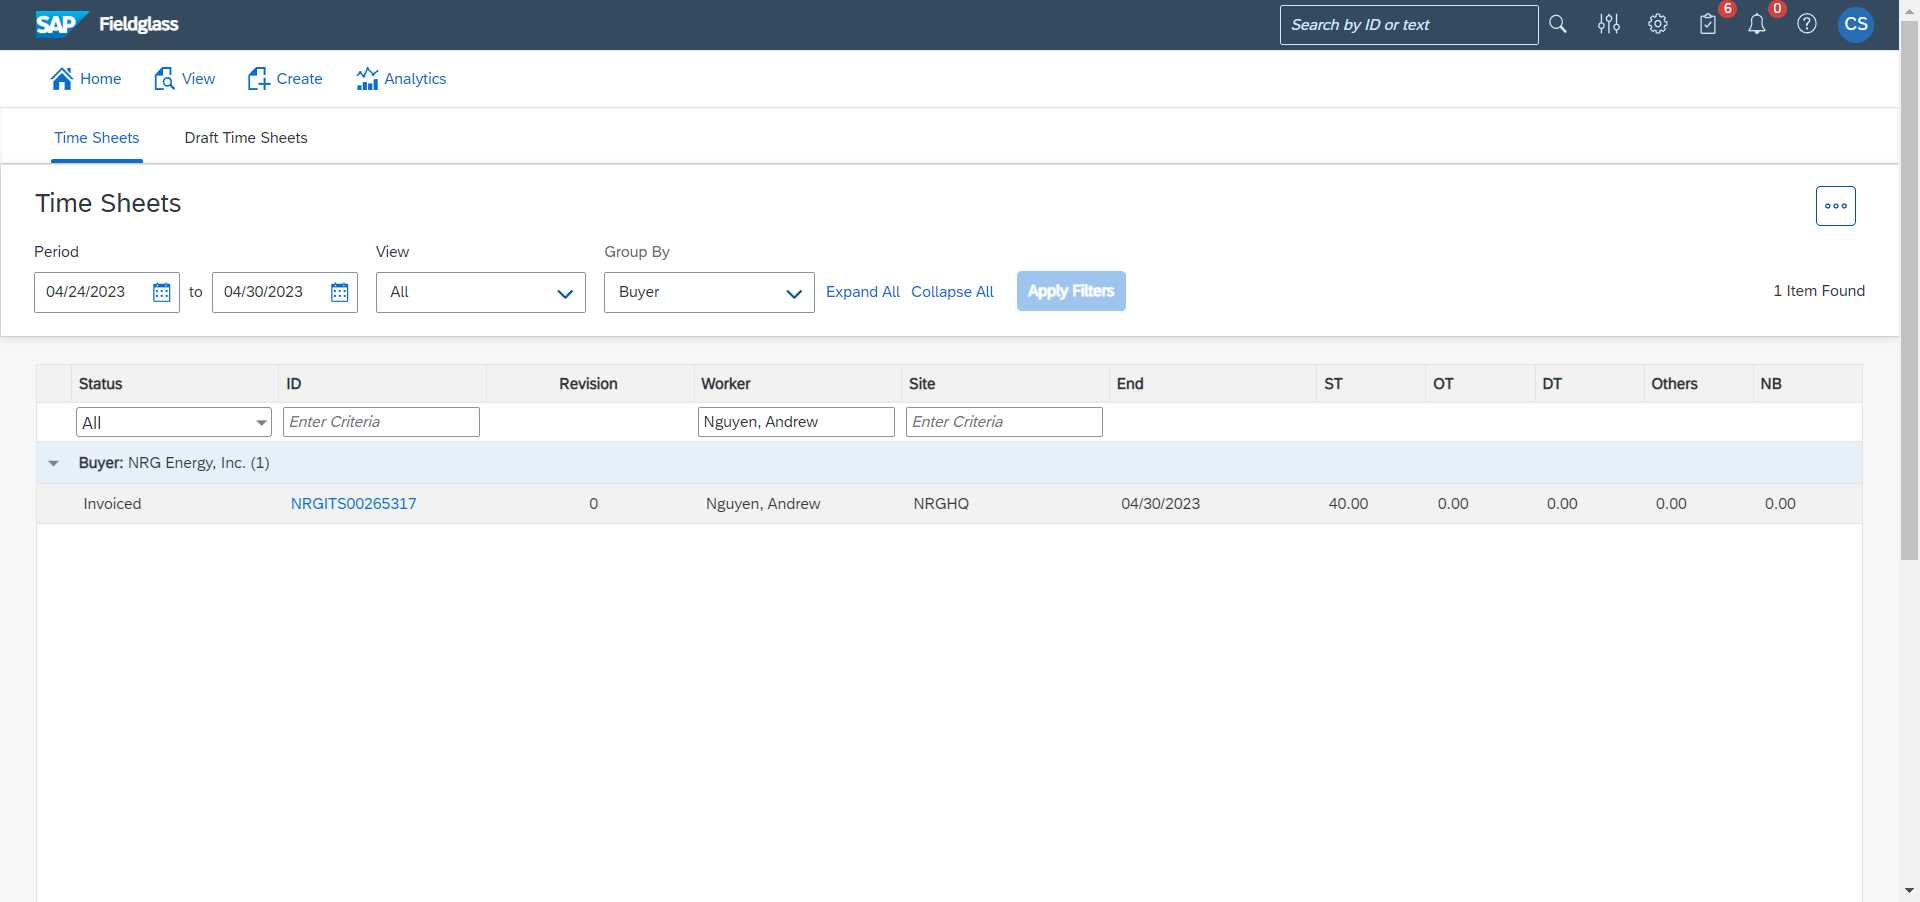 SAP Fieldglass
Search by ID or text
6
0
CS
Home
View
Create
Analytics
Time Sheets
Draft Time Sheets
Time Sheets
Period
View
Group By
04/24/2023
to
04/30/2023
All
Buyer
Expand All
Collapse All
Apply Filters
1 Item Found
Status ID Revision Worker Site End ST OT DT Others NB
All Enter Criteria Nguyen, Andrew Enter Criteria
Buyer: NRG Energy, Inc. (1)
Invoiced NRGITS00265317 0 Nguyen, Andrew NRGHQ 04/30/2023 40.00 0.00 0.00 0.00 0.00